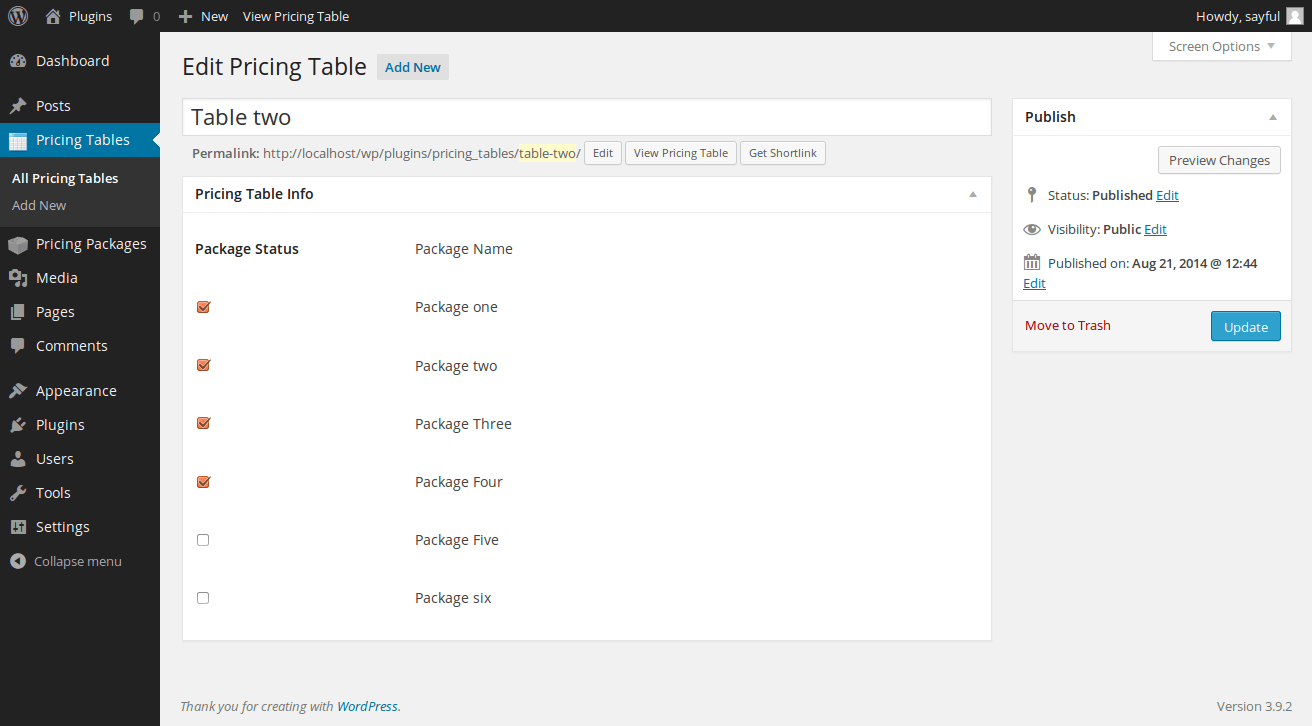 Plugins 0 New View Pricing Table Howdy, sayful
Screen Options
Dashboard
Posts
Pricing Tables
All Pricing Tables
Add New
Pricing Packages
Media
Pages
Comments
Appearance
Plugins
Users
Tools
Settings
Collapse menu
Edit Pricing Table Add New
Table two
Permalink: http://localhost/wp/plugins/pricing_tables/table-two/ Edit View Pricing Table Get Shortlink
Pricing Table Info
Package Status Package Name
Package one
Package two
Package Three
Package Four
Package Five
Package six
Publish
Preview Changes
Status: Published Edit
Visibility: Public Edit
Published on: Aug 21, 2014 @ 12:44
Edit
Move to Trash Update
Thank you for creating with WordPress. Version 3.9.2